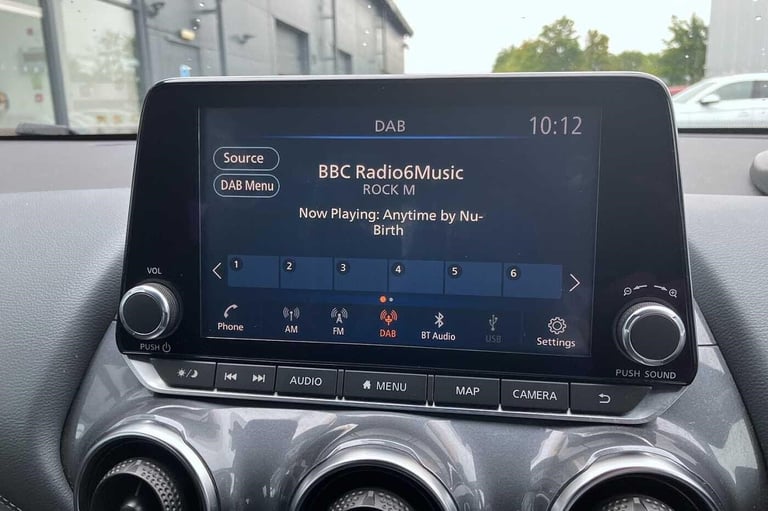 DAB
10:12
Source
DAB Menu
BBC Radio6Music
ROCK M
Now Playing: Anytime by Nu-
Birth
1 2 3 4 5 6
Phone
AM
FM
DAB
BT Audio
USB
Settings
VOL
PUSH
PUSH SOUND
AUDIO
MENU
MAP
CAMERA